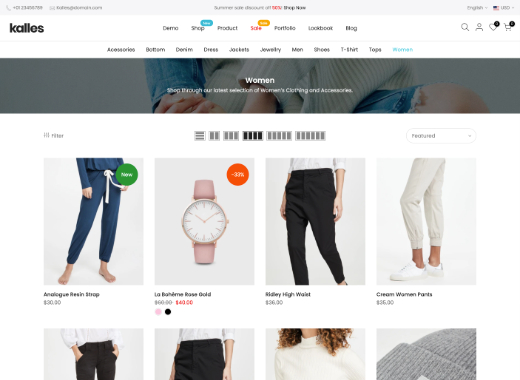 +01 23456789
Kalles@domain.com
Summer sale discount off 50%! Shop Now
English
USD
kalles
Demo
Shop
New
Product
Sale
Portfolio
Lookbook
Blog
0
0
Acessories Bottom Denim Dress Jackets Jewellry Men Shoes T-Shirt Tops Women
Women
Shop through our latest selection of Women's Clothing and Accessories.
Filter
Featured
New
-33%
Analogue Resin Strap
$30.00
La Bohème Rose Gold
$60.00 $40.00
Ridley High Waist
$36.00
Cream Women Pants
$35.00